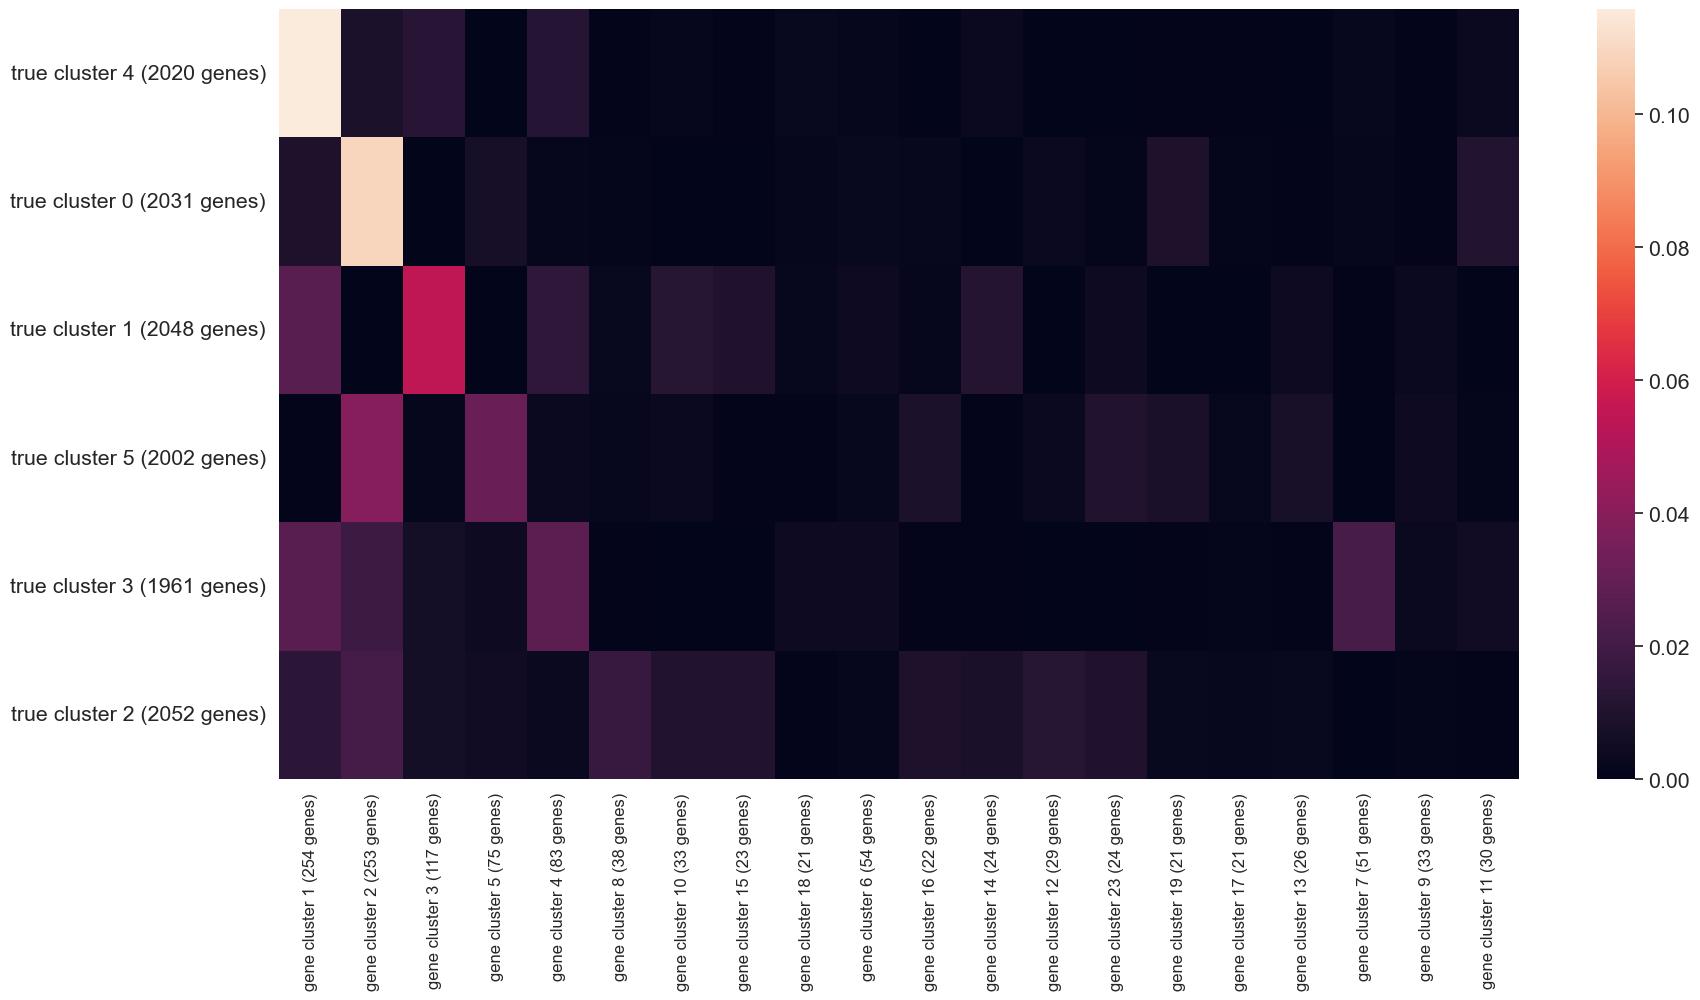 true cluster 4 (2020 genes)
true cluster 0 (2031 genes)
true cluster 1 (2048 genes)
true cluster 5 (2002 genes)
true cluster 3 (1961 genes)
true cluster 2 (2052 genes)
gene cluster 1 (254 genes)
gene cluster 2 (253 genes)
gene cluster 3 (117 genes)
gene cluster 5 (75 genes)
gene cluster 4 (83 genes)
gene cluster 8 (38 genes)
gene cluster 10 (33 genes)
gene cluster 15 (23 genes)
gene cluster 18 (21 genes)
gene cluster 6 (54 genes)
gene cluster 16 (22 genes)
gene cluster 14 (24 genes)
gene cluster 12 (29 genes)
gene cluster 23 (24 genes)
gene cluster 19 (21 genes)
gene cluster 17 (21 genes)
gene cluster 13 (26 genes)
gene cluster 7 (51 genes)
gene cluster 9 (33 genes)
gene cluster 11 (30 genes)
0.10
0.08
0.06
0.04
0.02
0.00